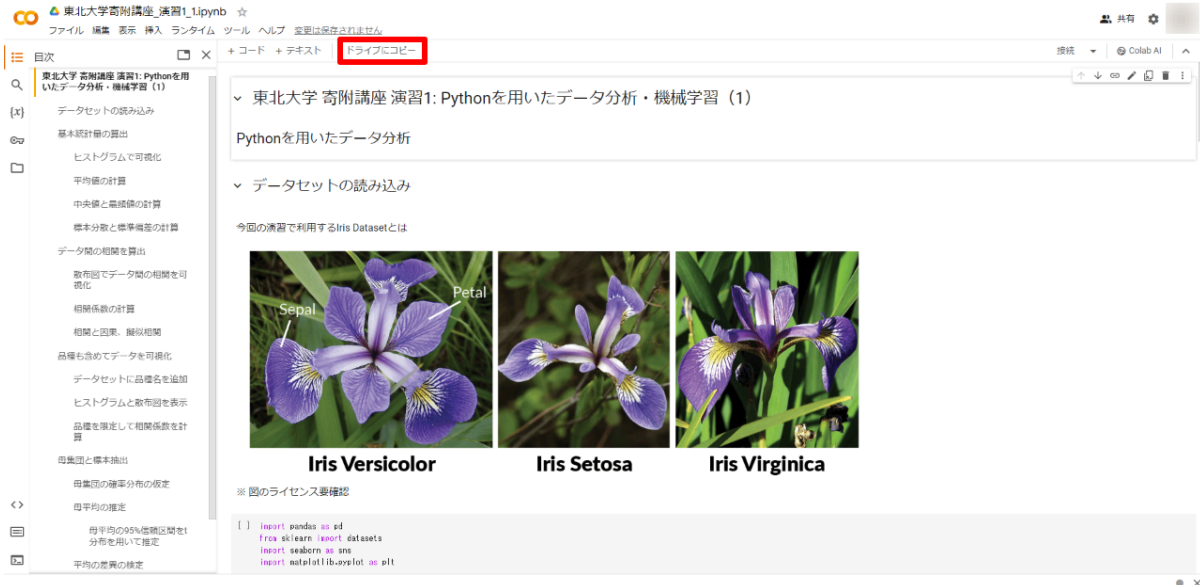 東北大学寄附講座_演習1_1.ipynb
ファイル 編集 表示 挿入 ランタイム ツール ヘルプ 変更は保存されません
共有
目次
+ コード + テキスト ドライブにコピー
接続 Colab AI
東北大学 寄附講座 演習1: Pythonを用
いたデータ分析・機械学習（1）
データセットの読み込み
基本統計量の算出
ヒストグラムで可視化
平均値の計算
中央値と最頻値の計算
標本分散と標準偏差の計算
データ間の相関を算出
散布図でデータ間の相関を可
視化
相関係数の計算
相関と因果、擬似相関
品種も含めてデータを可視化
データセットに品種名を追加
ヒストグラムと散布図を表示
品種を限定して相関係数を計
算
母集団と標本抽出
母集団の確率分布の仮定
母平均の推定
母平均の95%信頼区間をt
分布を用いて推定
平均の差異の検定
東北大学 寄附講座 演習1: Pythonを用いたデータ分析・機械学習（1）
Pythonを用いたデータ分析
データセットの読み込み
今回の演習で利用するIris Datasetとは
Sepal
Petal
Iris Versicolor
Iris Setosa
Iris Virginica
※ 図のライセンス要確認
[ ] import pandas as pd
from sklearn import datasets
import seaborn as sns
import matplotlib.pyplot as plt